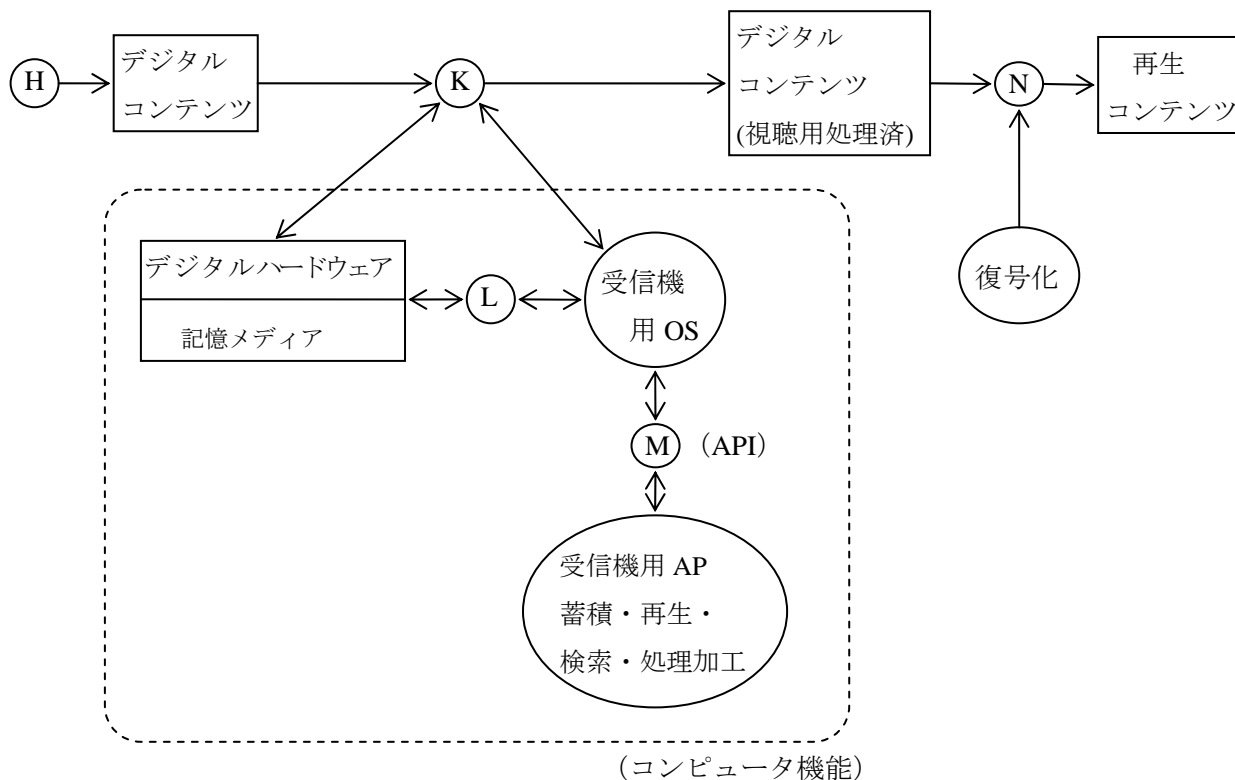 H
デジタル
コンテンツ
K
デジタル
コンテンツ
(視聴用処理済)
N
再生
コンテンツ
デジタルハードウェア
記憶メディア
L
受信機
用 OS
復号化
M
（API）
受信機用 AP
蓄積・再生・
検索・処理加工
（コンピュータ機能）